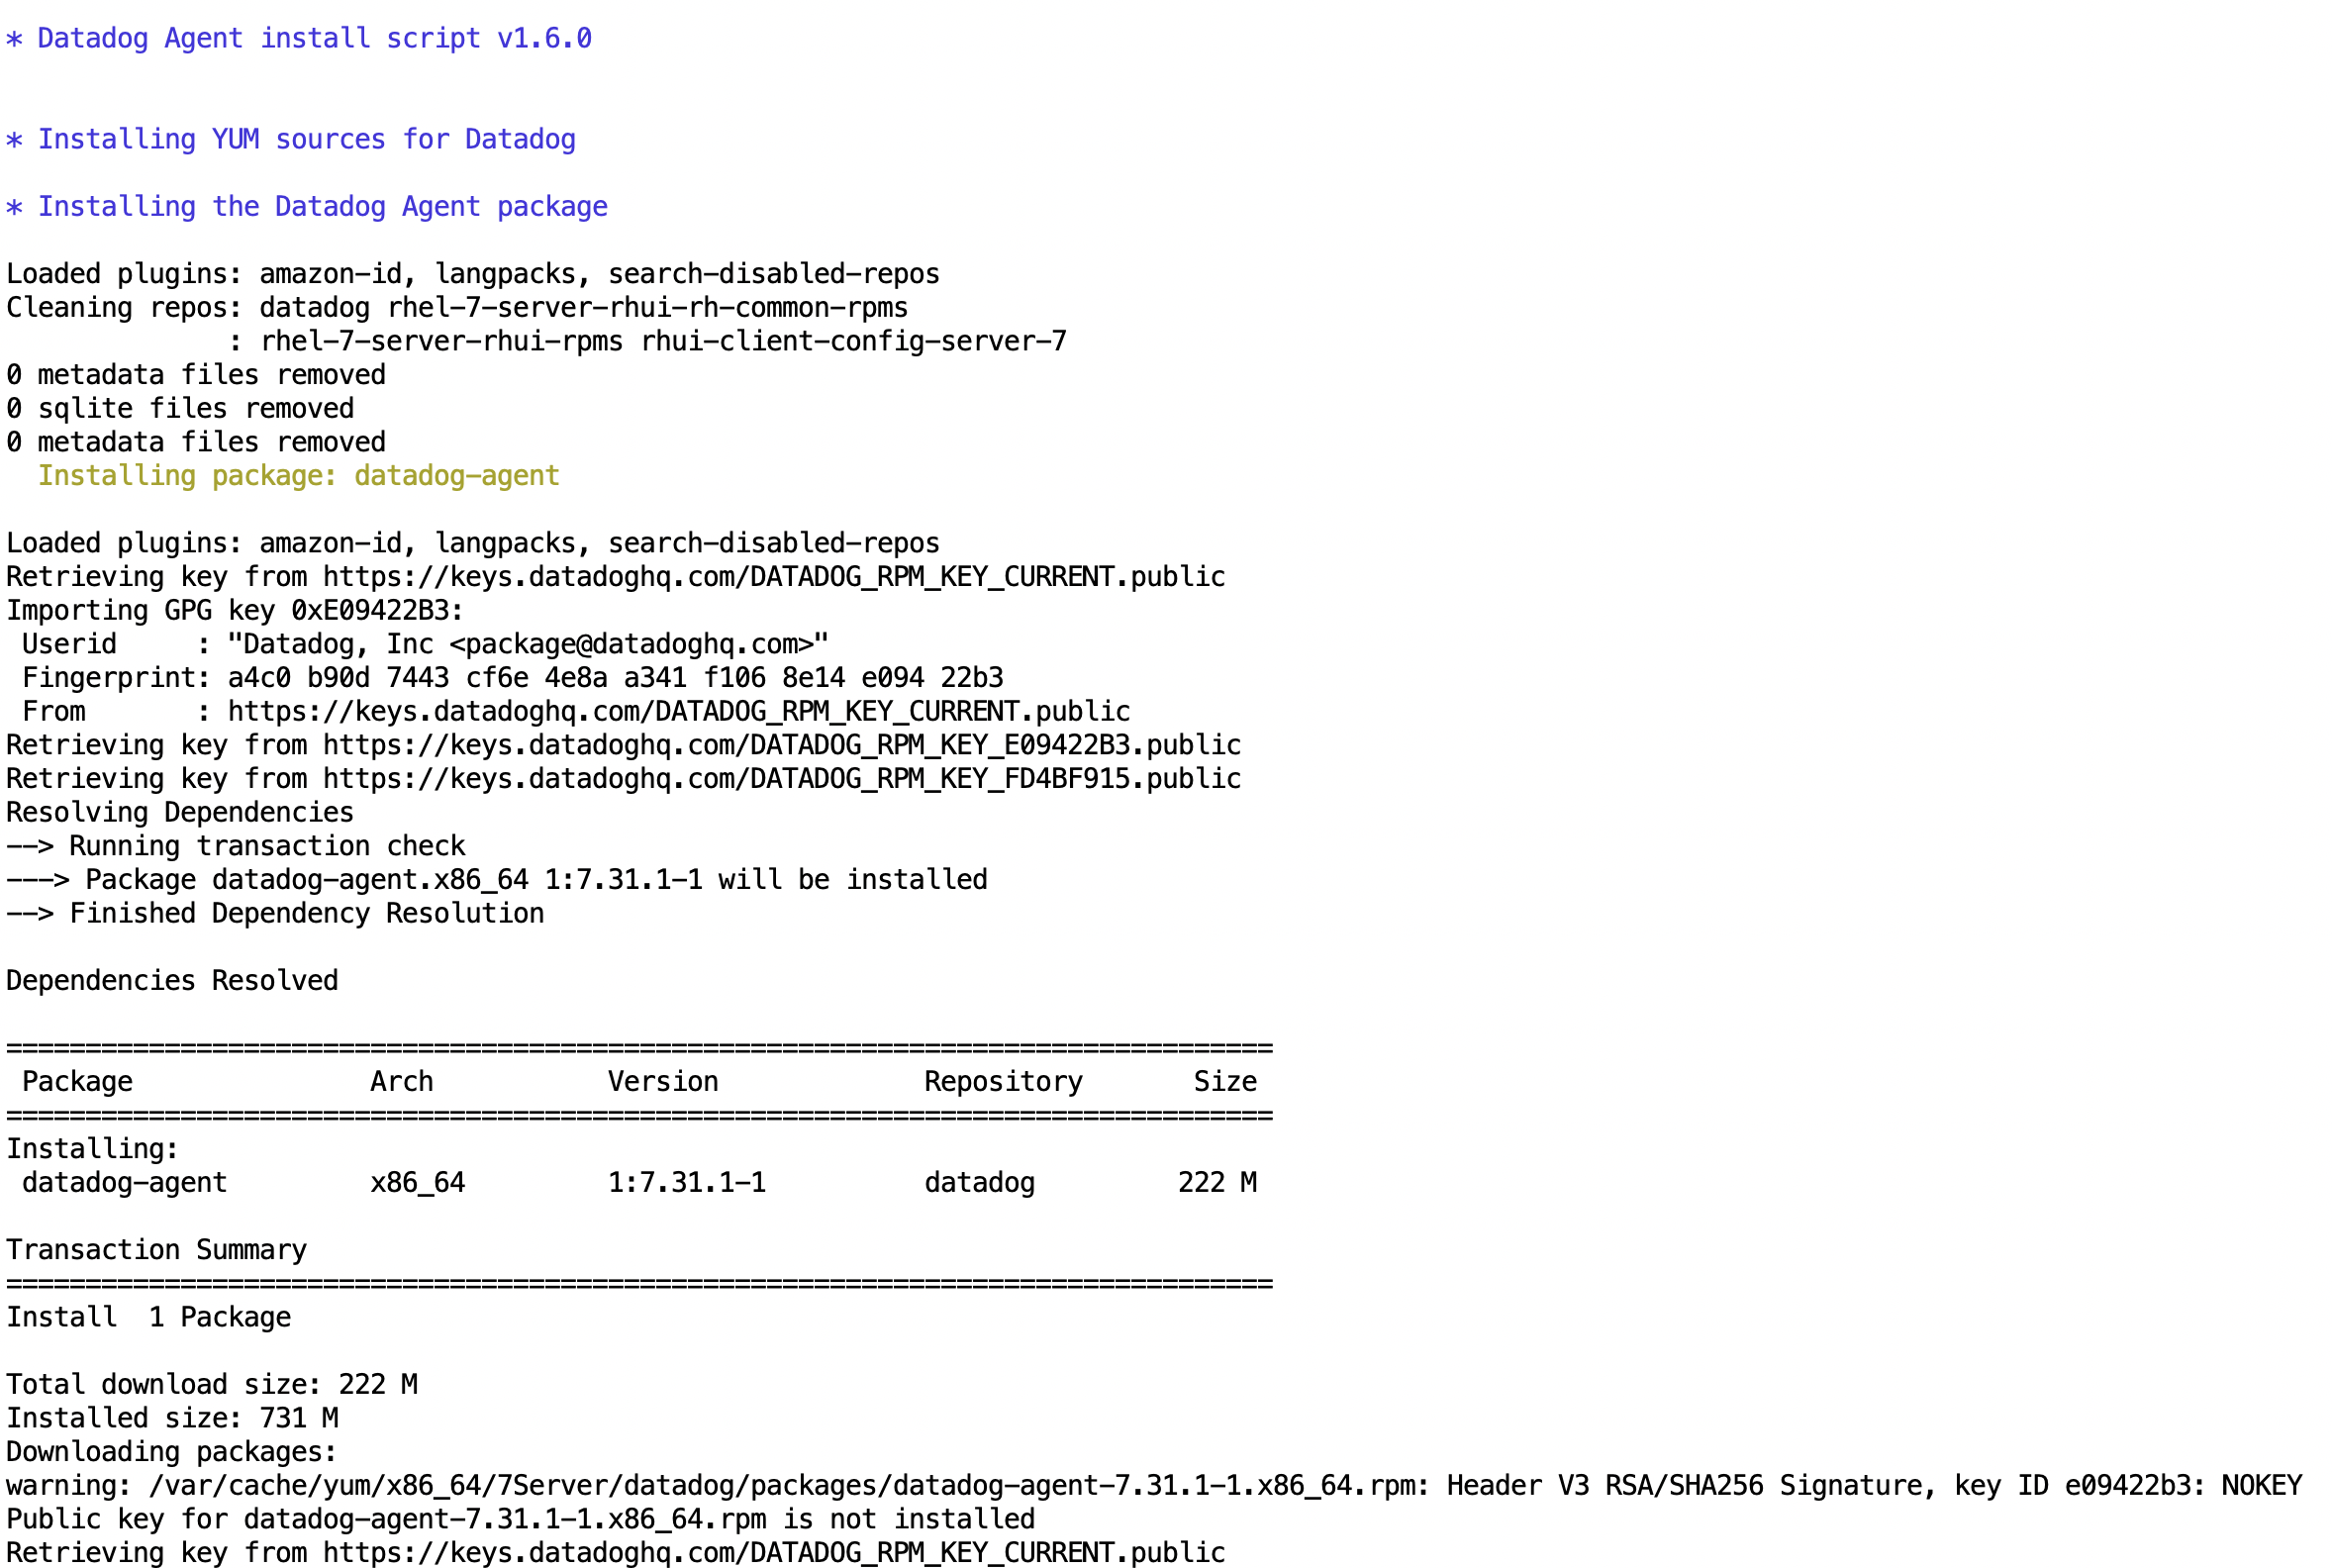 * Datadog Agent install script v1.6.0
* Installing YUM sources for Datadog
* Installing the Datadog Agent package
Loaded plugins: amazon-id, langpacks, search-disabled-repos
Cleaning repos: datadog rhel-7-server-rhui-rh-common-rpms
              : rhel-7-server-rhui-rpms rhui-client-config-server-7
0 metadata files removed
0 sqlite files removed
0 metadata files removed
  Installing package: datadog-agent
Loaded plugins: amazon-id, langpacks, search-disabled-repos
Retrieving key from https://keys.datadoghq.com/DATADOG_RPM_KEY_CURRENT.public
Importing GPG key 0xE09422B3:
 Userid     : "Datadog, Inc <package@datadoghq.com>"
 Fingerprint: a4c0 b90d 7443 cf6e 4e8a a341 f106 8e14 e094 22b3
 From       : https://keys.datadoghq.com/DATADOG_RPM_KEY_CURRENT.public
Retrieving key from https://keys.datadoghq.com/DATADOG_RPM_KEY_E09422B3.public
Retrieving key from https://keys.datadoghq.com/DATADOG_RPM_KEY_FD4BF915.public
Resolving Dependencies
--> Running transaction check
---> Package datadog-agent.x86_64 1:7.31.1-1 will be installed
--> Finished Dependency Resolution
Dependencies Resolved
================================================================================
 Package               Arch           Version             Repository       Size
================================================================================
Installing:
 datadog-agent         x86_64         1:7.31.1-1          datadog         222 M
Transaction Summary
================================================================================
Install  1 Package
Total download size: 222 M
Installed size: 731 M
Downloading packages:
warning: /var/cache/yum/x86_64/7Server/datadog/packages/datadog-agent-7.31.1-1.x86_64.rpm: Header V3 RSA/SHA256 Signature, key ID e09422b3: NOKEY
Public key for datadog-agent-7.31.1-1.x86_64.rpm is not installed
Retrieving key from https://keys.datadoghq.com/DATADOG_RPM_KEY_CURRENT.public